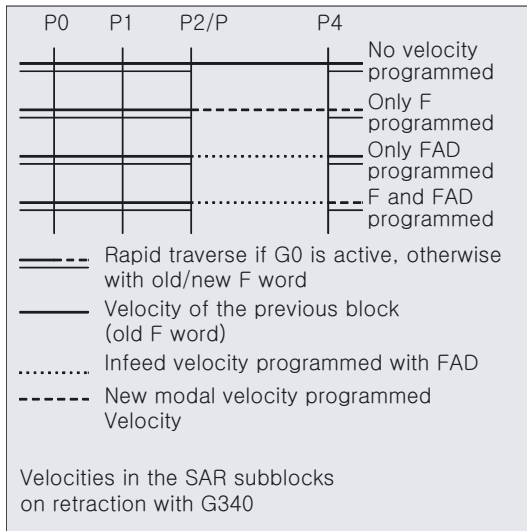 P0 P1 P2/P P4
No velocity
programmed
Only F
programmed
Only FAD
programmed
F and FAD
programmed
Rapid traverse if G0 is active, otherwise
with old/new F word
Velocity of the previous block
(old F word)
Infeed velocity programmed with FAD
New modal velocity programmed
Velocity
Velocities in the SAR subblocks
on retraction with G340